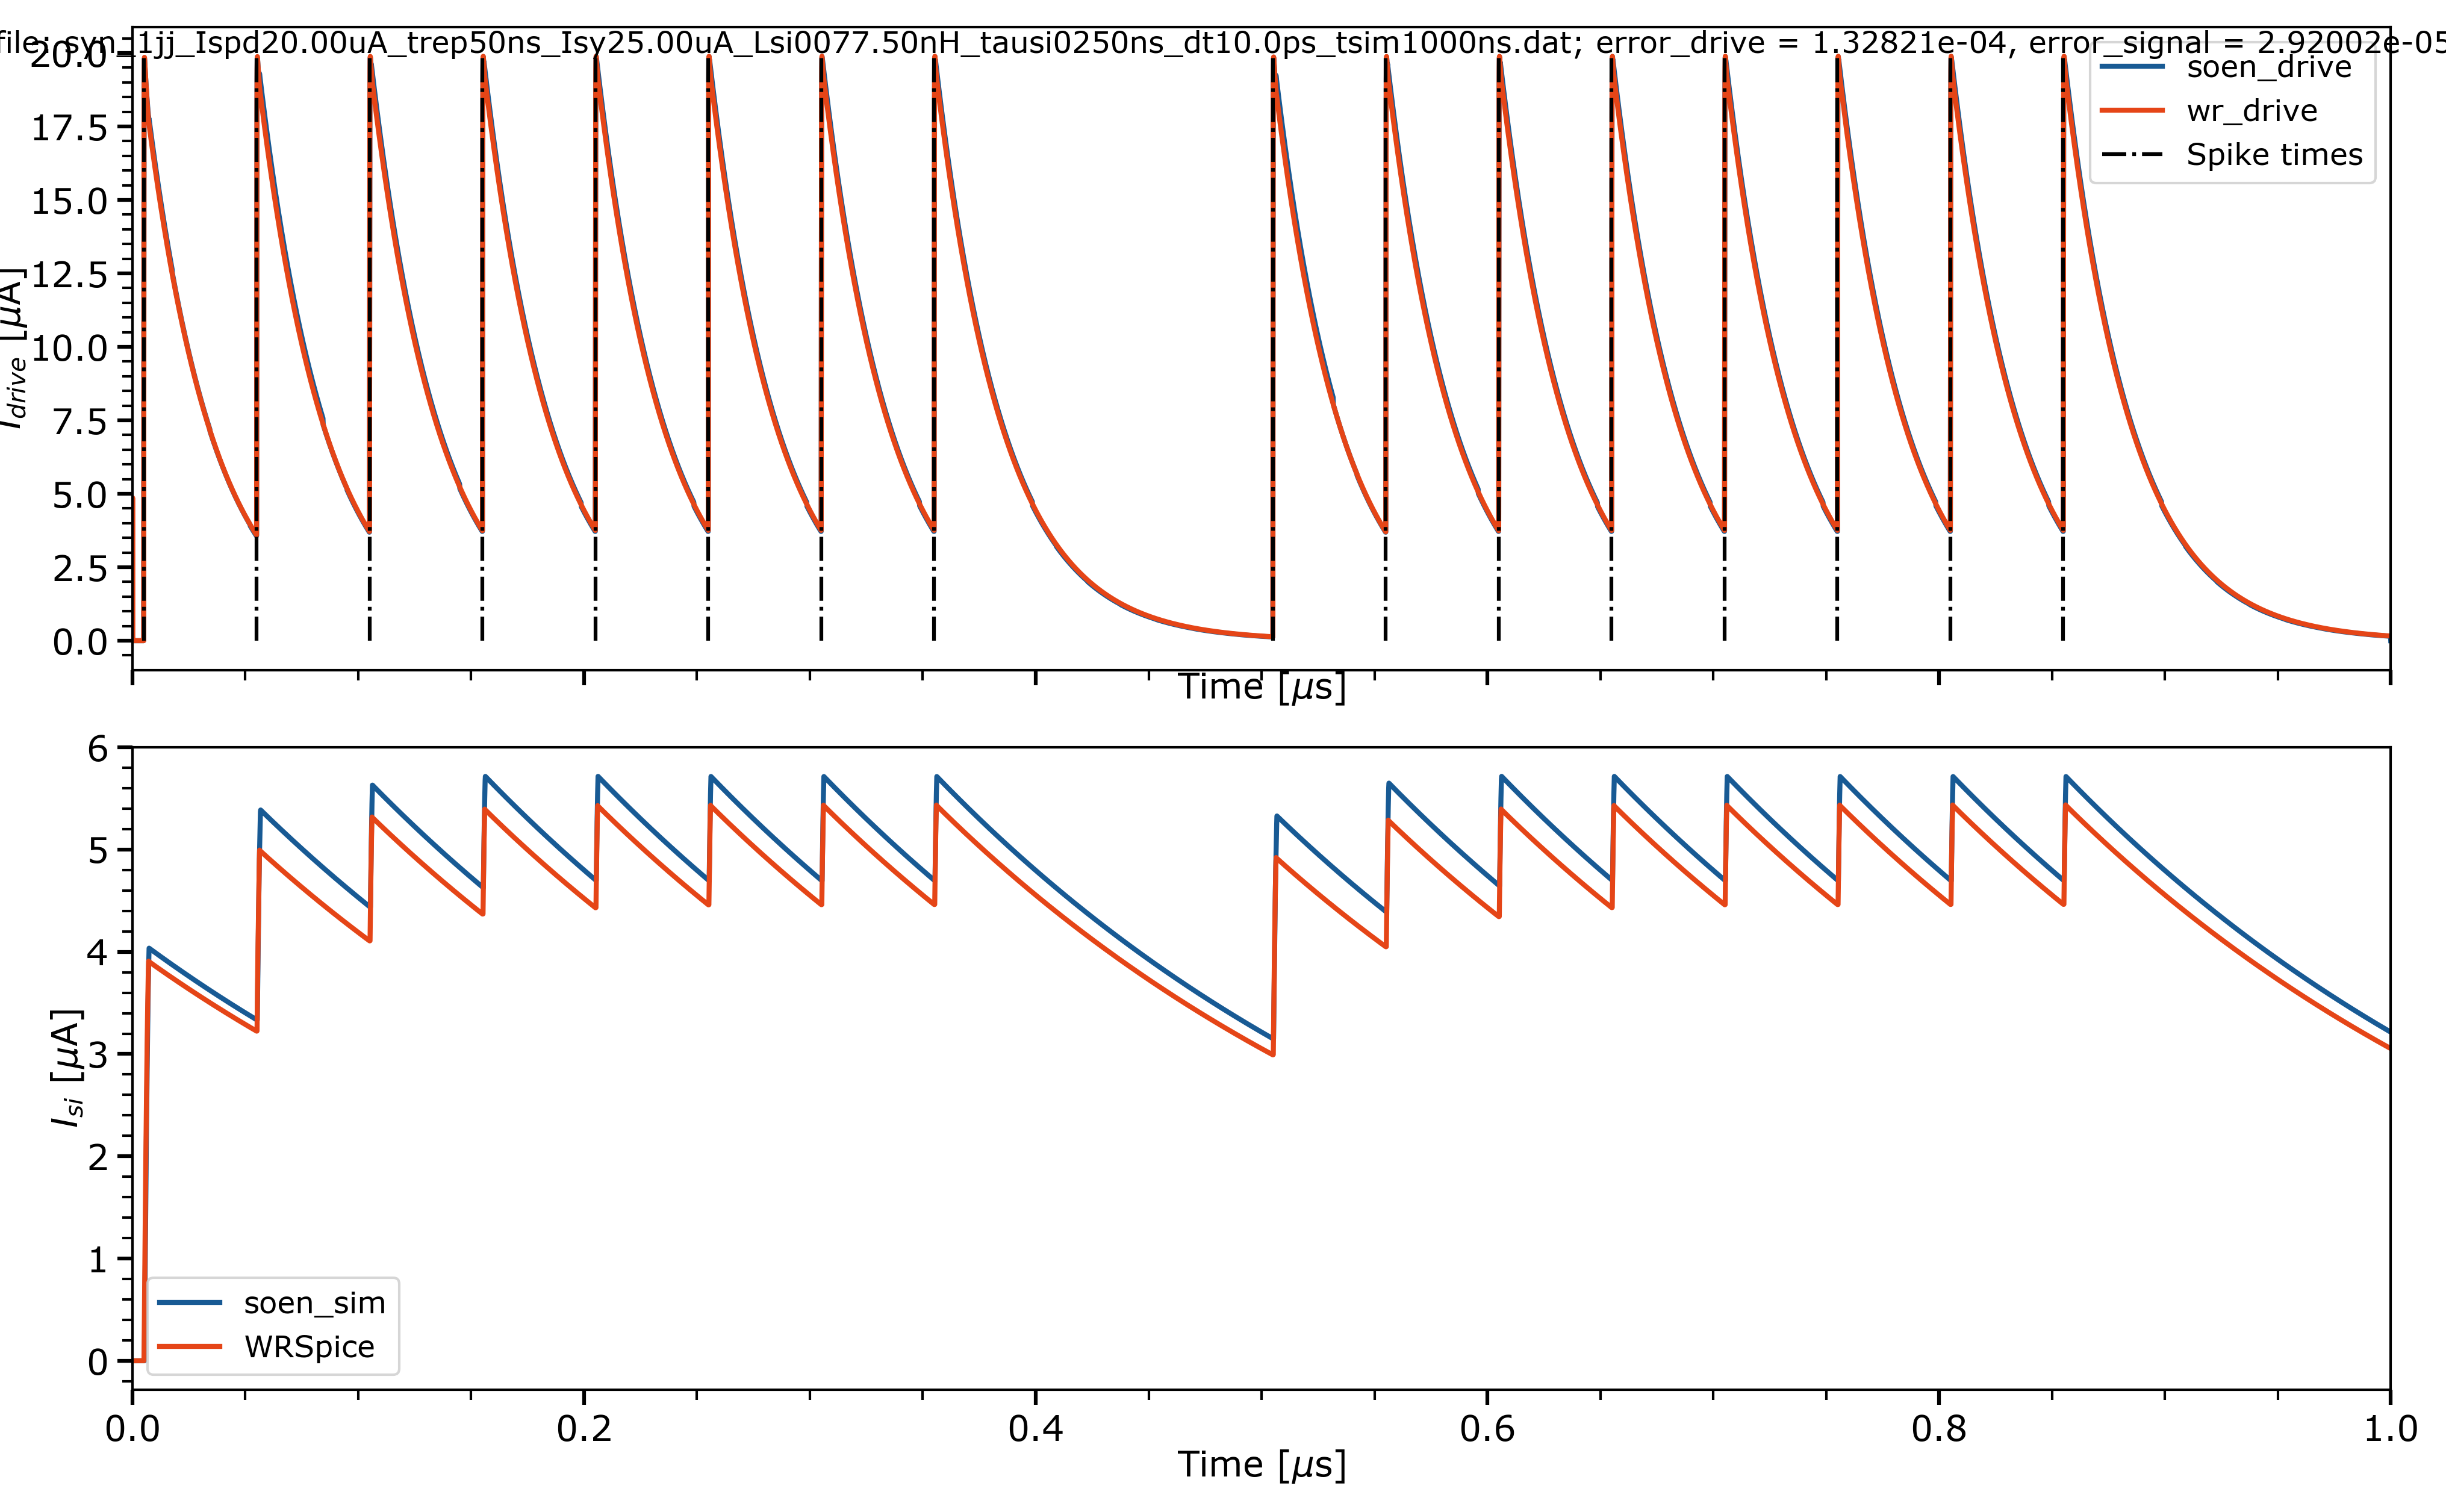 file: syn_1jj_Ispd20.00uA_trep50ns_Isy25.00uA_Lsi0077.50nH_tausi0250ns_dt10.0ps_tsim1000ns.dat; error_drive = 1.32821e-04, error_signal = 2.92002e-05
20.0
17.5
15.0
12.5
10.0
7.5
5.0
2.5
0.0
I_drive [μA]
soen_drive
wr_drive
Spike times
Time [μs]
6
5
4
3
2
1
0
I_si [μA]
soen_sim
WRSpice
0.0 0.2 0.4 0.6 0.8 1.0
Time [μs]